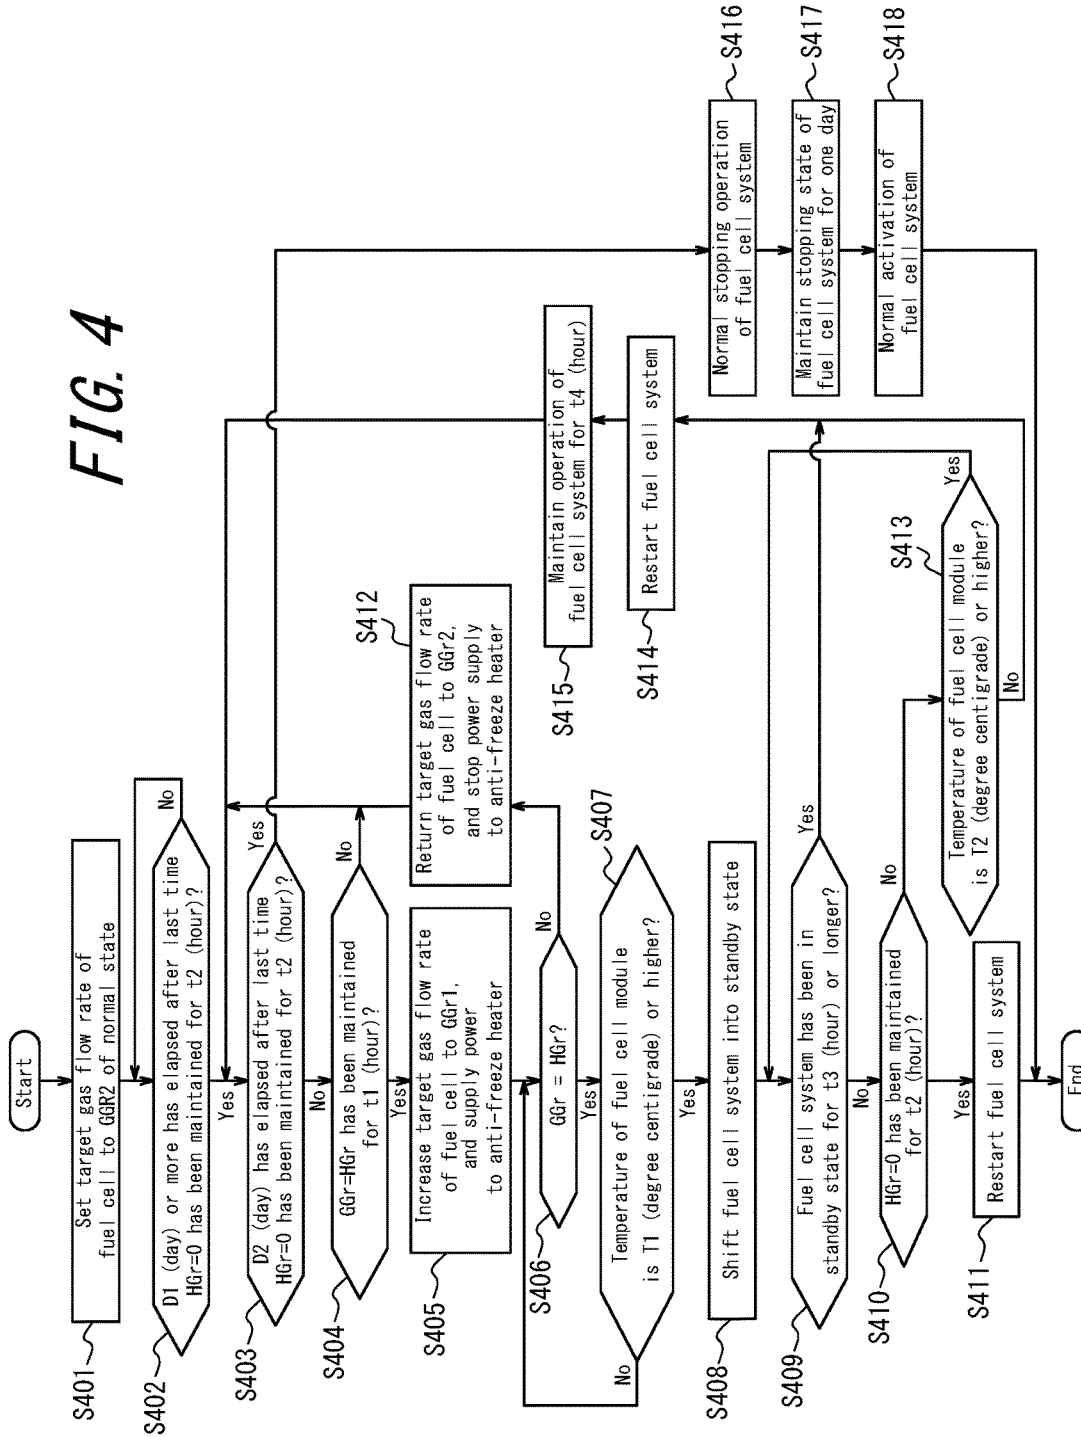 FIG. 4
Start
Set target gas flow rate of
fuel cell to GGR2 of normal state
S401
D1 (day) or more has elapsed after last time
HGr=0 has been maintained for t2 (hour)?
S402
No
Yes
D2 (day) has elapsed after last time
HGr=0 has been maintained for t2 (hour)?
S403
Yes
No
GGr=HGr has been maintained
for t1 (hour)?
S404
No
Yes
Increase target gas flow rate
of fuel cell to GGr1,
and supply power
to anti-freeze heater
S405
GGr = HGr?
S406
No
Yes
Return target gas flow rate
of fuel cell to GGr2,
and stop power supply
to anti-freeze heater
S412
Temperature of fuel cell module
is T1 (degree centigrade) or higher?
S407
No
Yes
Shift fuel cell system into standby state
S408
Fuel cell system has been in
standby state for t3 (hour) or longer?
S409
Yes
No
HGr=0 has been maintained
for t2 (hour)?
S410
No
Yes
Restart fuel cell system
S411
Temperature of fuel cell module
is T2 (degree centigrade) or higher?
S413
Yes
No
Restart fuel cell system
S414
Maintain operation of
fuel cell system for t4 (hour)
S415
Normal stopping operation
of fuel cell system
S416
Maintain stopping state of
fuel cell system for one day
S417
Normal activation of
fuel cell system
S418
End